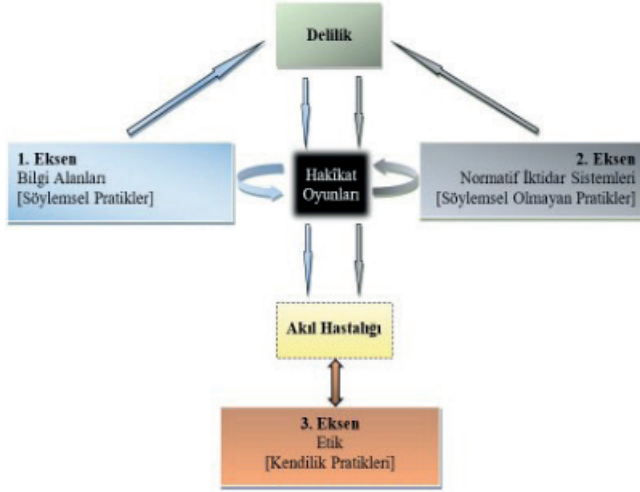 Delilik
1. Eksen
Bilgi Alanları
[Söylemsel Pratikler]
Hakîkat
Oyunları
2. Eksen
Normatif İktidar Sistemleri
[Söylemsel Olmayan Pratikler]
Akıl Hastalığı
3. Eksen
Etik
[Kendilik Pratikleri]